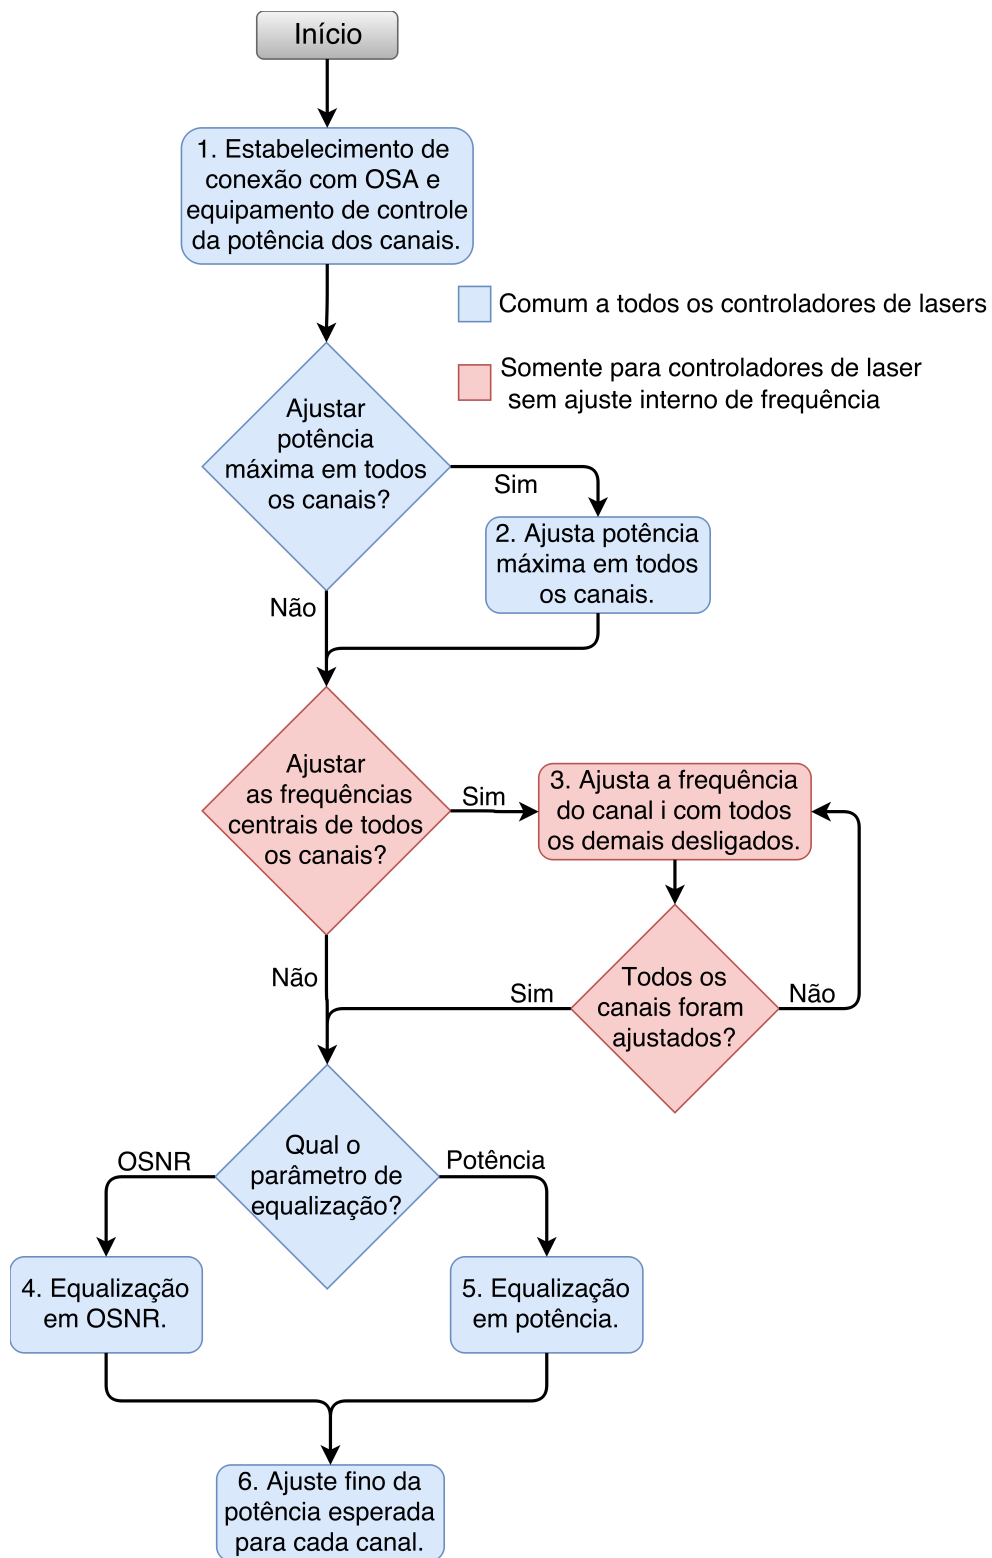 Início
1. Estabelecimento de
conexão com OSA e
equipamento de controle
da potência dos canais.
Comum a todos os controladores de lasers
Somente para controladores de laser
sem ajuste interno de frequência
Ajustar
potência
máxima em todos
os canais?
Sim
2. Ajusta potência
máxima em todos
os canais.
Não
Ajustar
as frequências
centrais de todos
os canais?
Sim
3. Ajusta a frequência
do canal i com todos
os demais desligados.
Não
Todos os
canais foram
ajustados?
Sim
Não
Qual o
parâmetro de
equalização?
OSNR
Potência
4. Equalização
em OSNR.
5. Equalização
em potência.
6. Ajuste fino da
potência esperada
para cada canal.